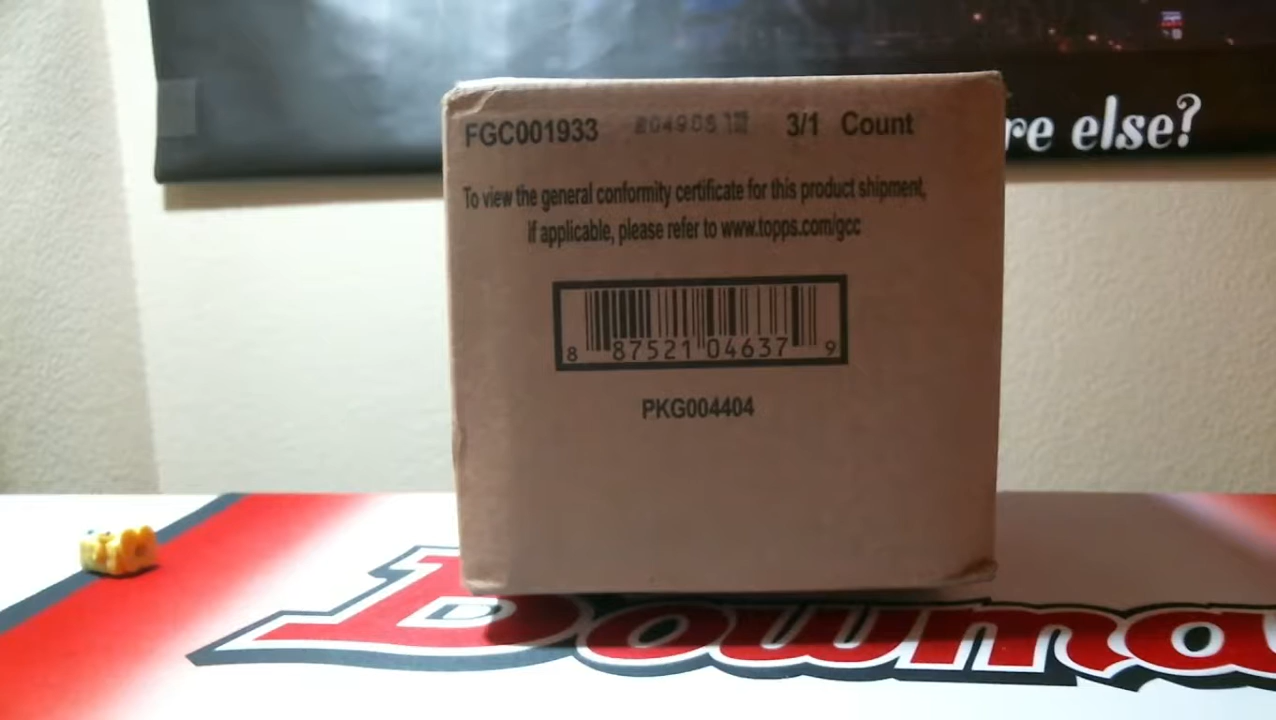 re else?
FGC001933 3/1 Count
To view the general conformity certificate for this product shipment,
if applicable, please refer to www.topps.com/gcc
8 87521 04637 9
PKG004404
Bowma